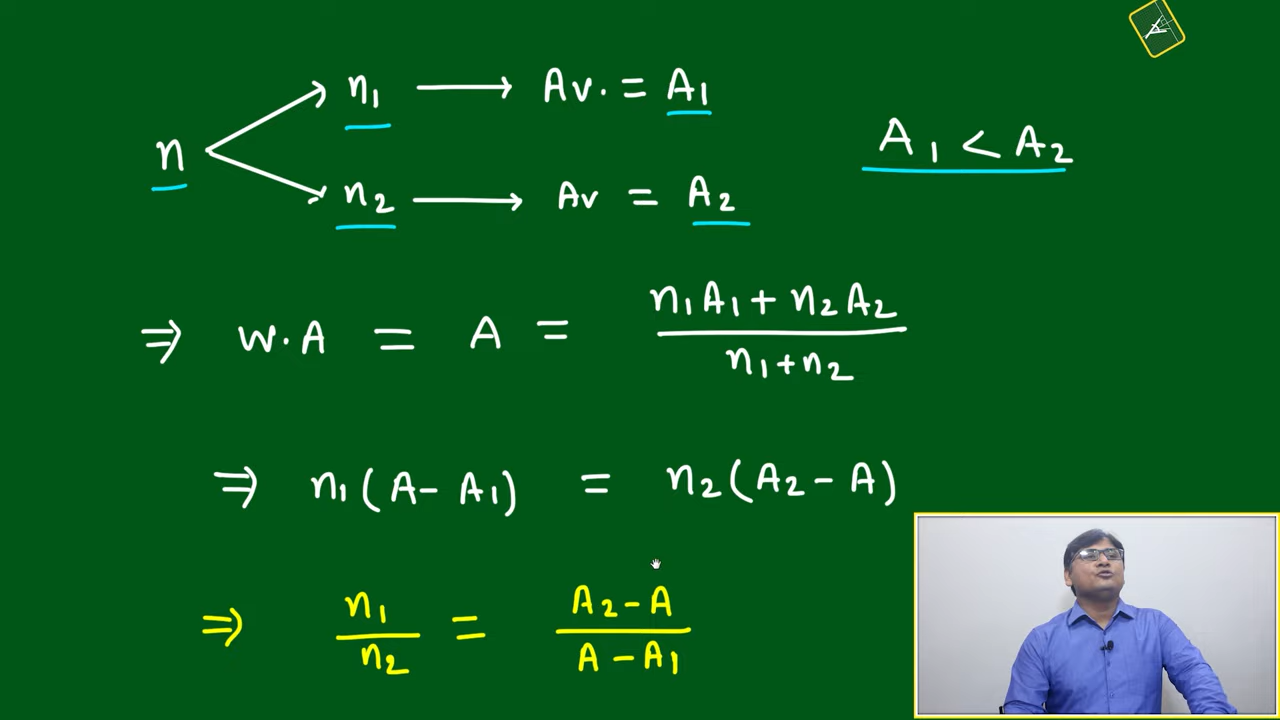 n₁ ⟶ Av. = A₁
A₁ < A₂
n
n₂ ⟶ Av = A₂
⇒ W.A = A = (n₁A₁ + n₂A₂) / (n₁ + n₂)
⇒ n₁(A - A₁) = n₂(A₂ - A)
⇒ n₁/n₂ = (A₂ - A) / (A - A₁)